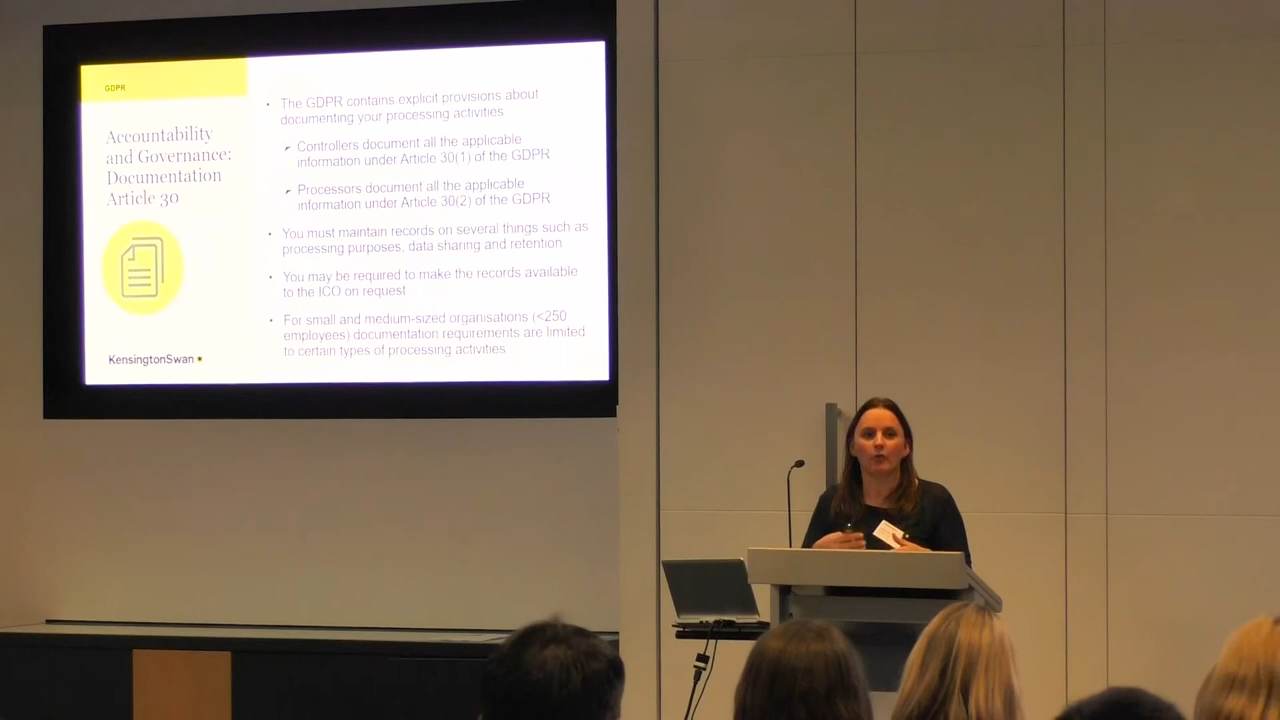 GDPR
Accountability
and Governance:
Documentation
Article 30
KensingtonSwan
• The GDPR contains explicit provisions about
documenting your processing activities
Controllers document all the applicable
information under Article 30(1) of the GDPR
Processors document all the applicable
information under Article 30(2) of the GDPR
• You must maintain records on several things such as
processing purposes, data sharing and retention
• You may be required to make the records available
to the ICO on request
• For small and medium-sized organisations (<250
employees) documentation requirements are limited
to certain types of processing activities